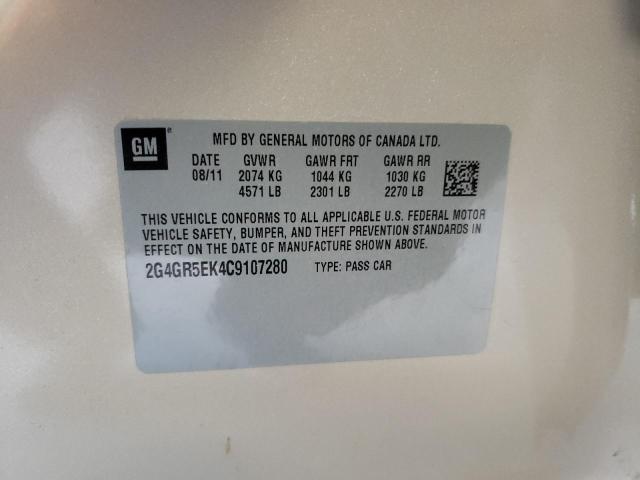 GM
MFD BY GENERAL MOTORS OF CANADA LTD.
DATE GVWR GAWR FRT GAWR RR
08/11 2074 KG 1044 KG 1030 KG
4571 LB 2301 LB 2270 LB
THIS VEHICLE CONFORMS TO ALL APPLICABLE U.S. FEDERAL MOTOR
VEHICLE SAFETY, BUMPER, AND THEFT PREVENTION STANDARDS IN
EFFECT ON THE DATE OF MANUFACTURE SHOWN ABOVE.
2G4GR5EK4C9107280 TYPE: PASS CAR